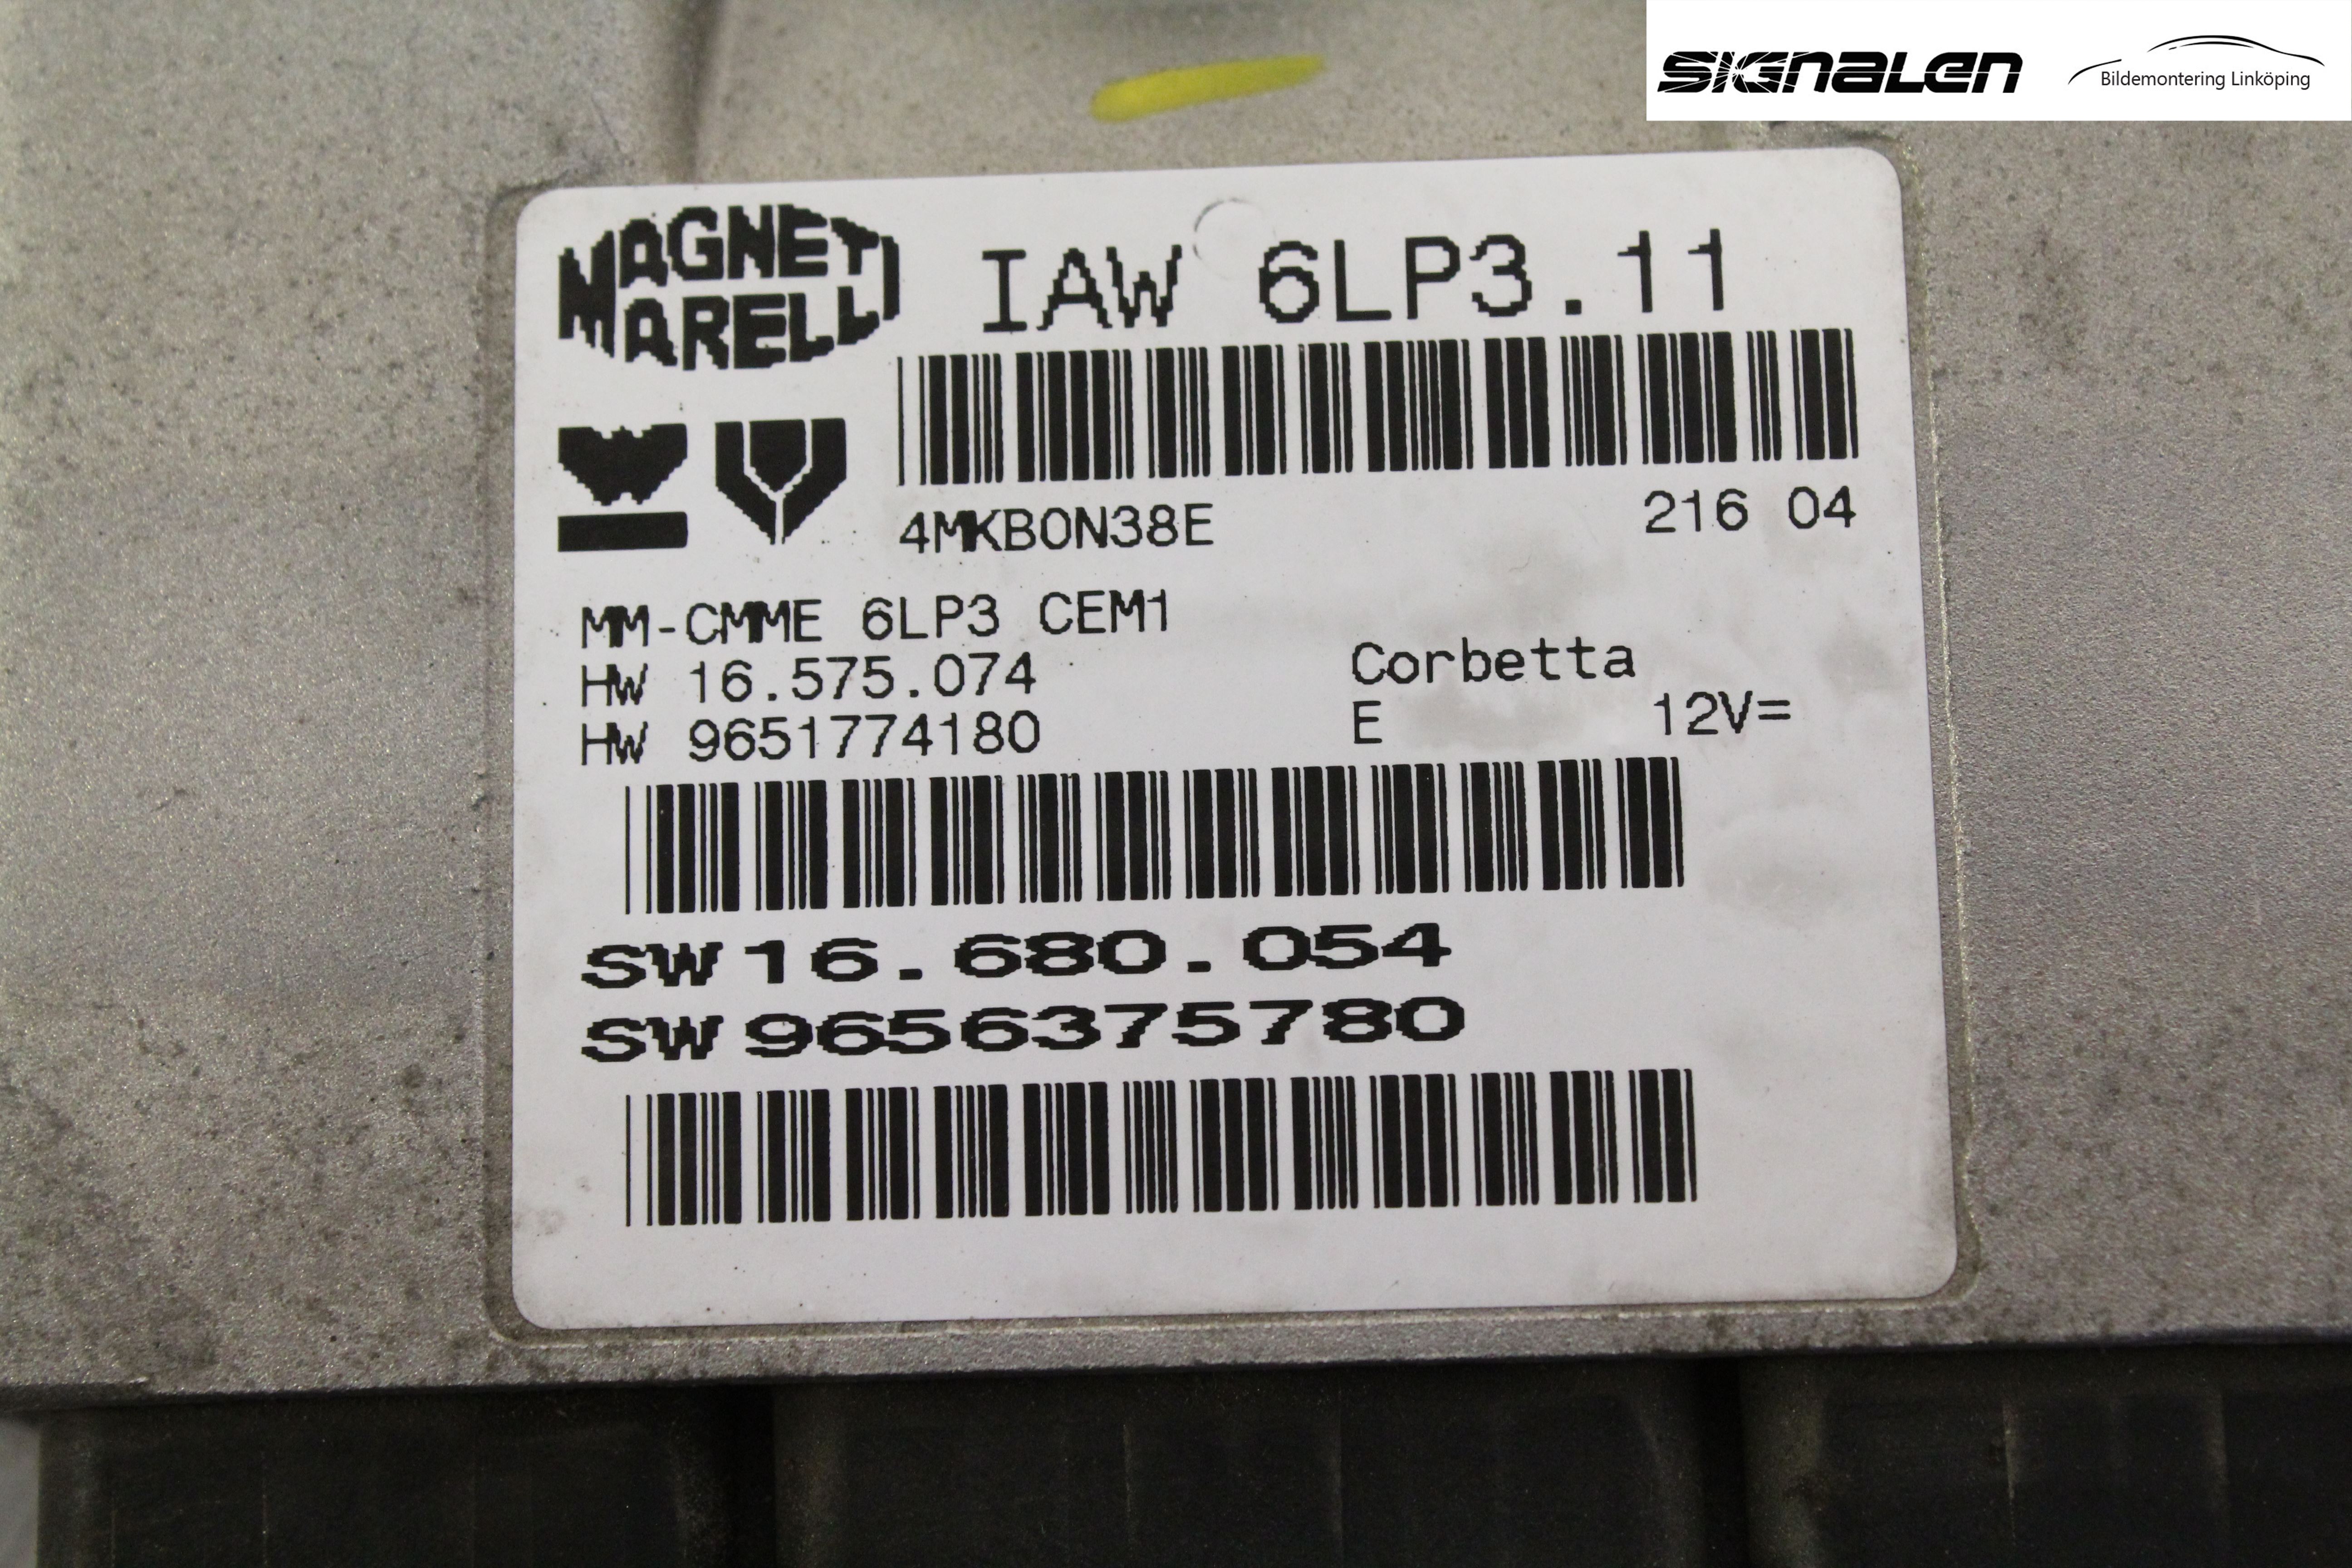 SIGNALEN
Bildemontering Linköping
MAGNETI
MARELLI
IAW 6LP3.11
4MKB0N38E 216 04
MM-CMME 6LP3 CEM1
HW 16.575.074 Corbetta
HW 9651774180 E 12V=
SW 16.680.054
SW 9656375780